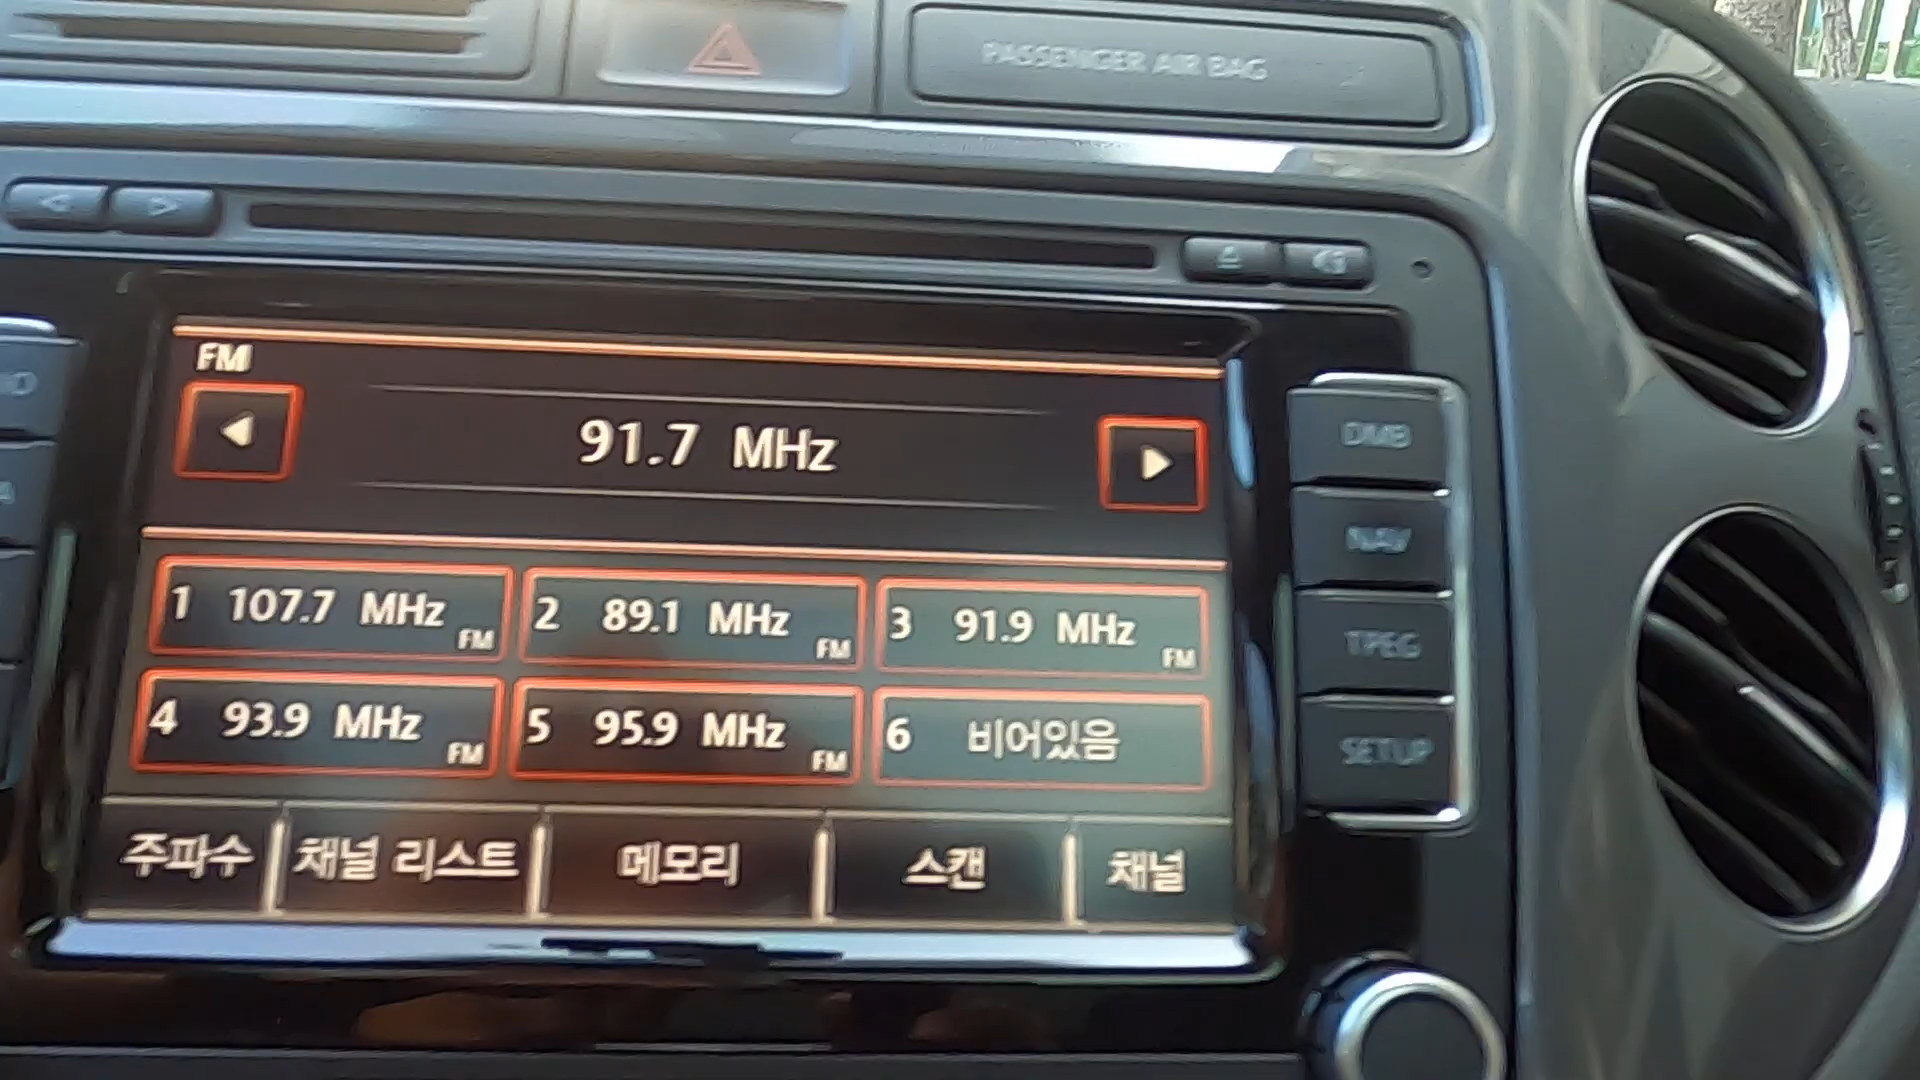 PASSENGER AIR BAG
FM
91.7 MHz
1 107.7 MHz FM
2 89.1 MHz FM
3 91.9 MHz FM
4 93.9 MHz FM
5 95.9 MHz FM
6 비어있음
주파수
채널 리스트
메모리
스캔
채널
DMB
NAV
TPEG
SETUP